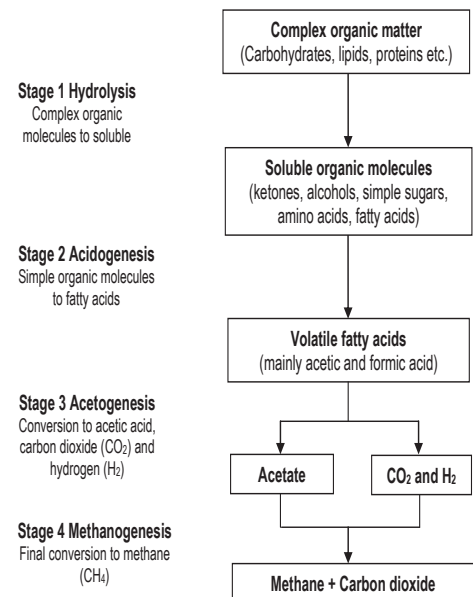 Complex organic matter
(Carbohydrates, lipids, proteins etc.)
Stage 1 Hydrolysis
Complex organic
molecules to soluble
Soluble organic molecules
(ketones, alcohols, simple sugars,
amino acids, fatty acids)
Stage 2 Acidogenesis
Simple organic molecules
to fatty acids
Volatile fatty acids
(mainly acetic and formic acid)
Stage 3 Acetogenesis
Conversion to acetic acid,
carbon dioxide (CO₂) and
hydrogen (H₂)
Acetate
CO₂ and H₂
Stage 4 Methanogenesis
Final conversion to methane
(CH₄)
Methane + Carbon dioxide